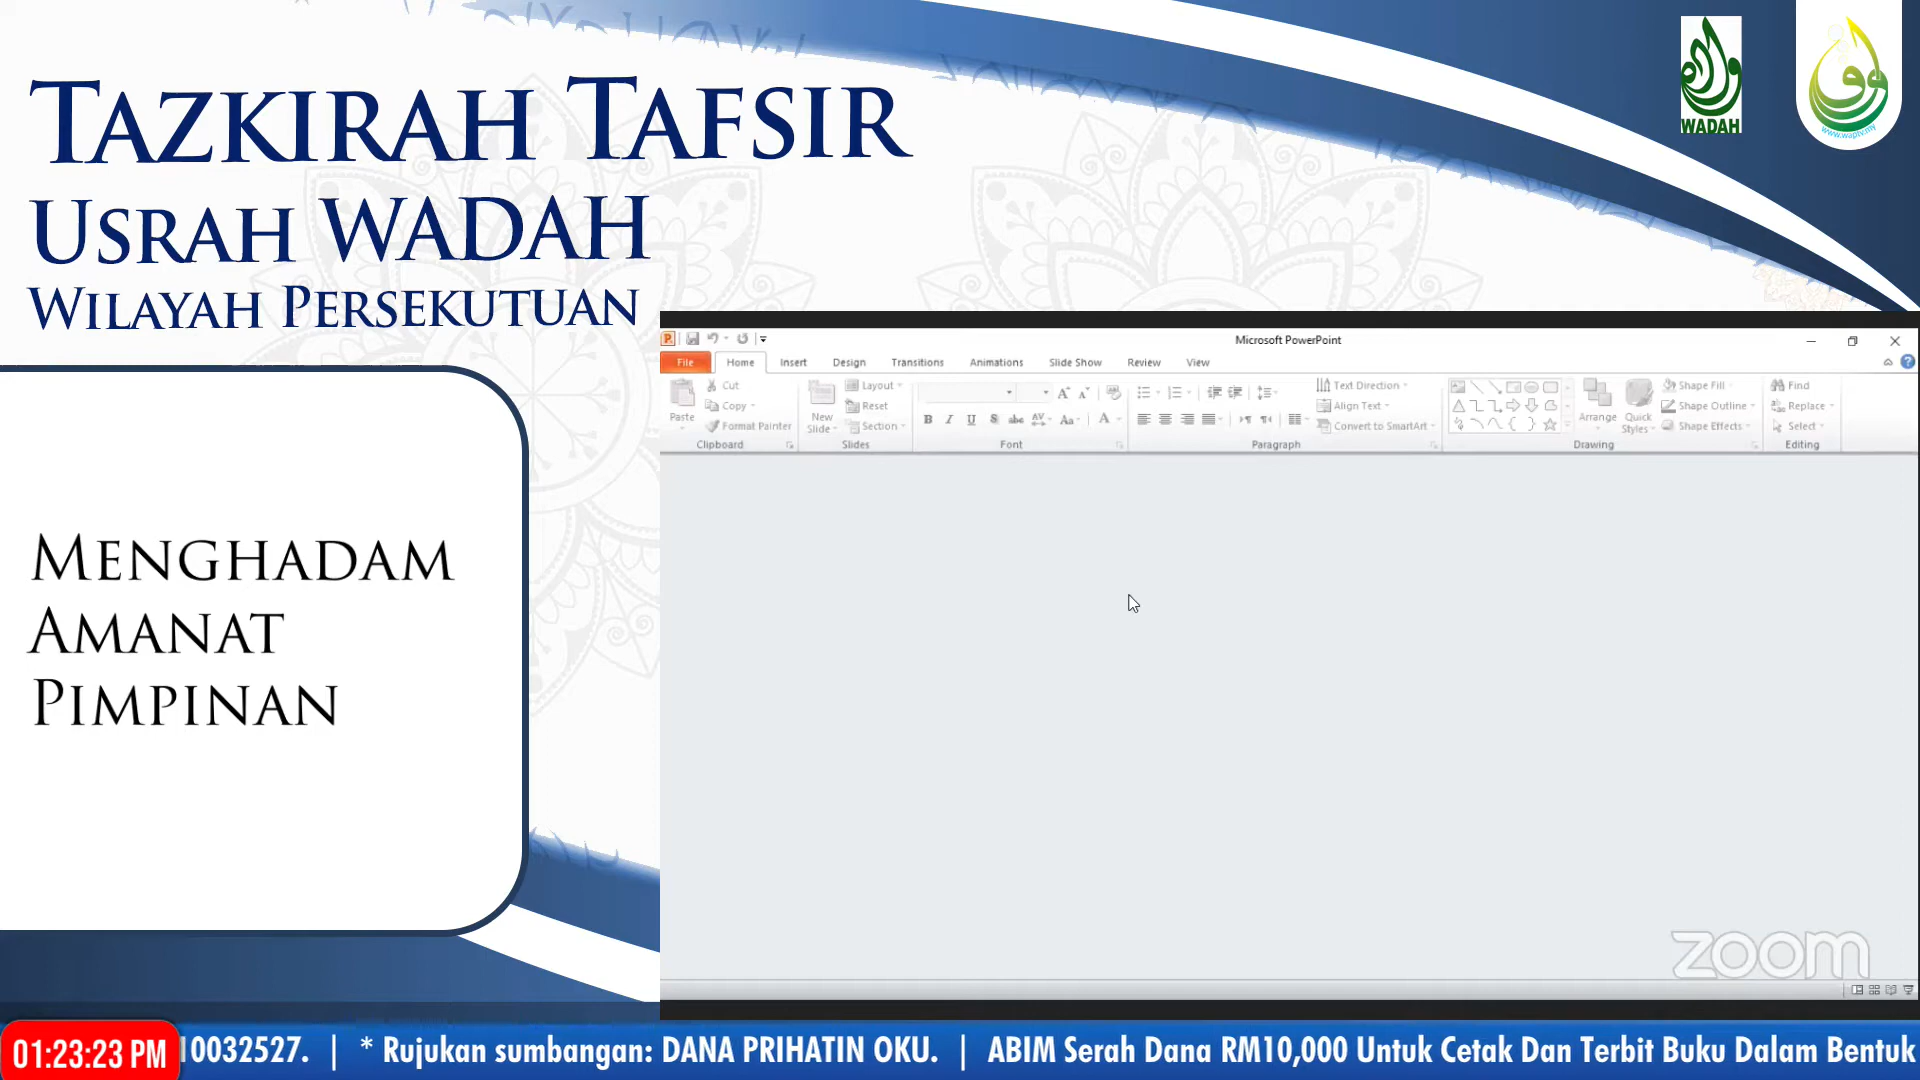 TAZKIRAH TAFSIR
USRAH WADAH
WILAYAH PERSEKUTUAN
WADAH
www.waptv.my
MENGHADAM
AMANAT
PIMPINAN
Microsoft PowerPoint
File Home Insert Design Transitions Animations Slide Show Review View
Paste
Cut
Copy
Format Painter
Clipboard
New Slide
Layout
Reset
Section
Slides
Font
Text Direction
Align Text
Convert to SmartArt
Paragraph
Arrange
Quick Styles
Shape Fill
Shape Outline
Shape Effects
Drawing
Find
Replace
Select
Editing
zoom
01:23:23 PM
10032527. | * Rujukan sumbangan: DANA PRIHATIN OKU. | ABIM Serah Dana RM10,000 Untuk Cetak Dan Terbit Buku Dalam Bentuk